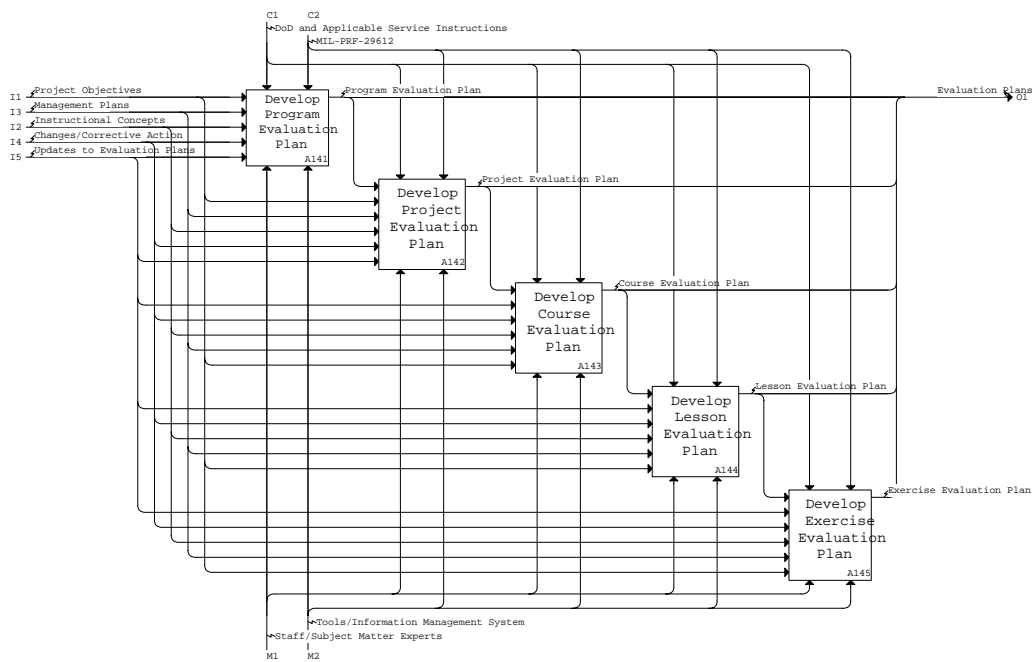 C1
C2
DoD and Applicable Service Instructions
MIL-PRF-29612
I1
Project Objectives
I3
Management Plans
I2
Instructional Concepts
I4
Changes/Corrective Action
I5
Updates to Evaluation Plans
Develop
Program
Evaluation
Plan
A141
Program Evaluation Plan
Evaluation Plans
O1
Develop
Project
Evaluation
Plan
A142
Project Evaluation Plan
Develop
Course
Evaluation
Plan
A143
Course Evaluation Plan
Develop
Lesson
Evaluation
Plan
A144
Lesson Evaluation Plan
Develop
Exercise
Evaluation
Plan
A145
Exercise Evaluation Plan
Tools/Information Management System
Staff/Subject Matter Experts
M1
M2